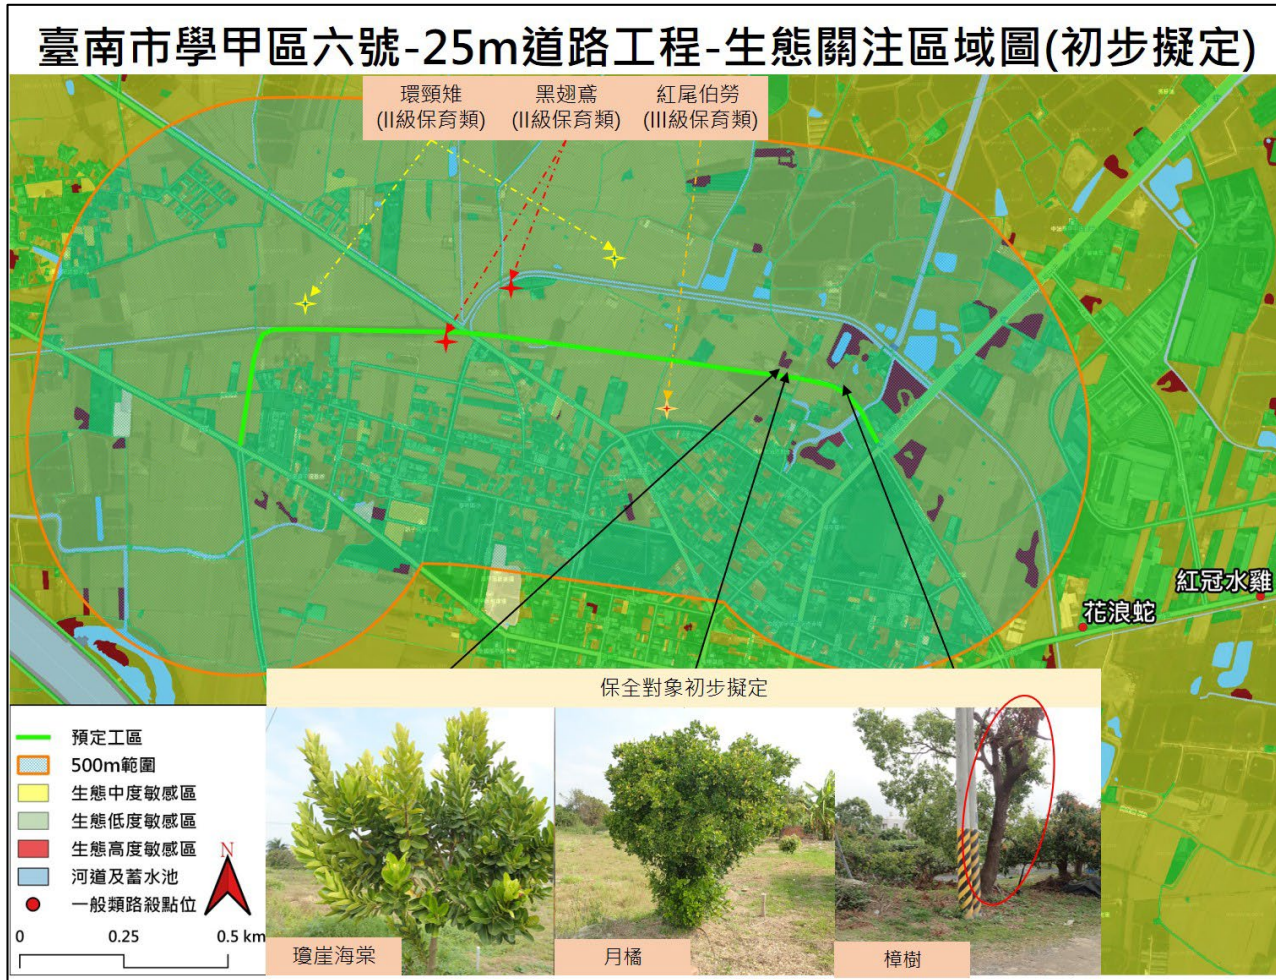 臺南市學甲區六號-25m道路工程-生態關注區域圖(初步擬定)
環頸雉
(II級保育類)
黑翅鳶
(II級保育類)
紅尾伯勞
(III級保育類)
紅冠水雞
花浪蛇
保全對象初步擬定
預定工區
500m範圍
生態中度敏感區
生態低度敏感區
生態高度敏感區
河道及蓄水池
一般類路殺點位
N
0 0.25 0.5 km
瓊崖海棠
月橘
樟樹